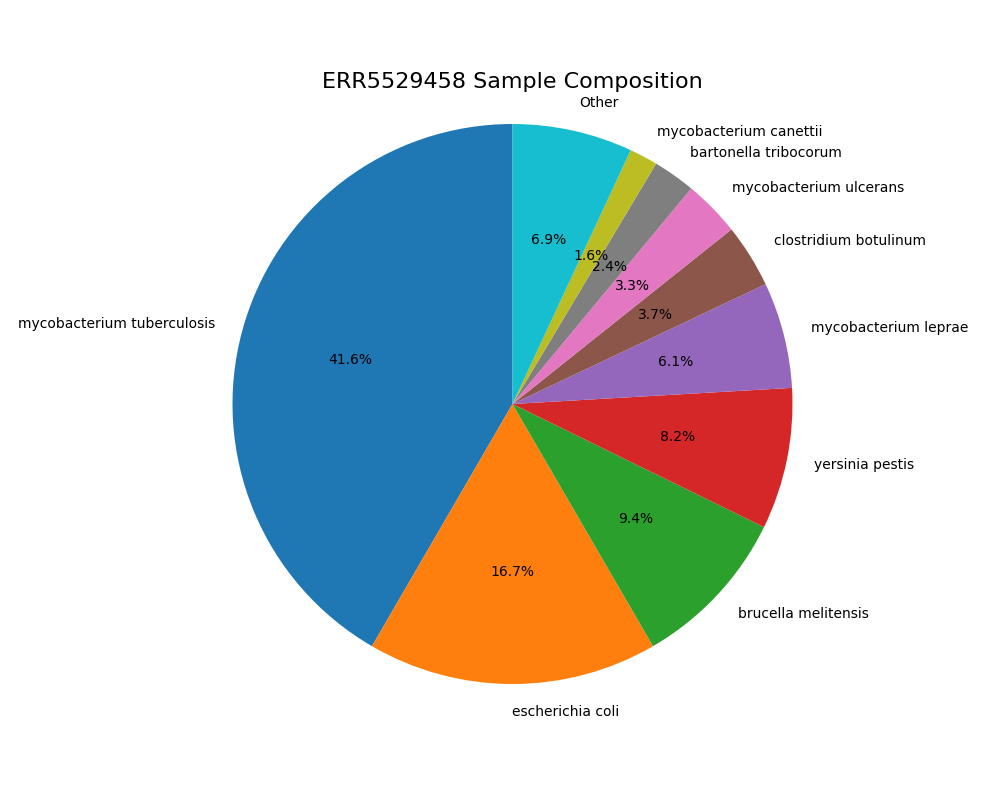 ERR5529458 Sample Composition
Other
mycobacterium canettii
bartonella tribocorum
mycobacterium ulcerans
clostridium botulinum
mycobacterium leprae
yersinia pestis
brucella melitensis
escherichia coli
mycobacterium tuberculosis
6.9%
1.6%
2.4%
3.3%
3.7%
6.1%
8.2%
9.4%
16.7%
41.6%